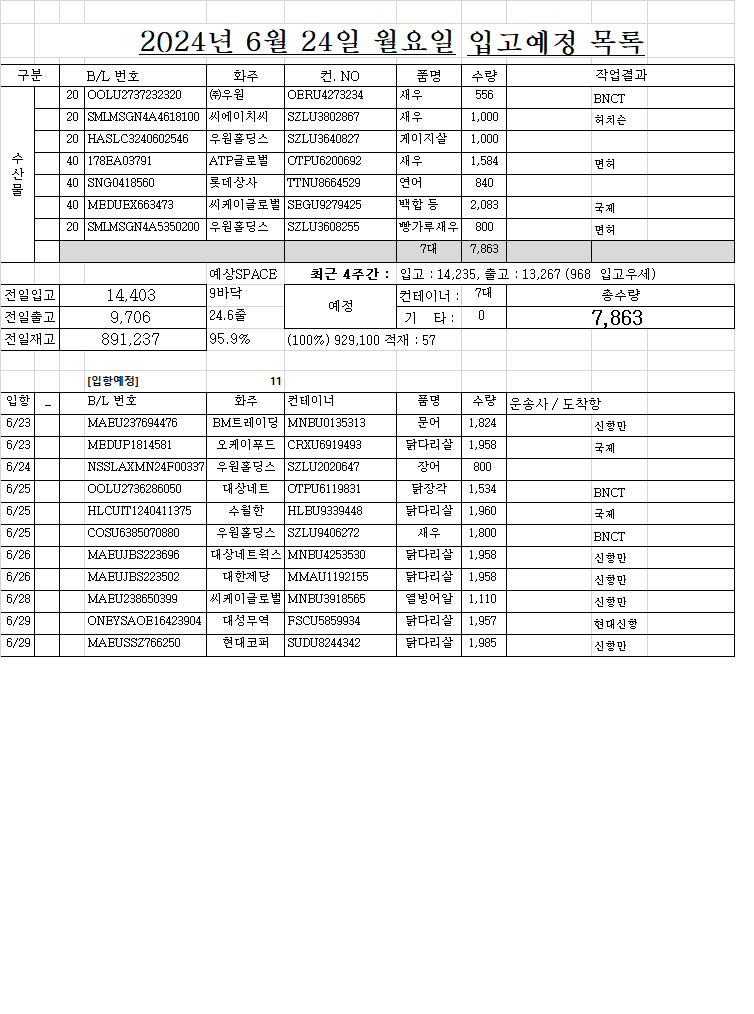 2024년 6월 24일 월요일 입고예정 목록
구분 B/L 번호 화주 컨. NO 품명 수량 작업결과
수산물
20 OOLU2737232320 ㈜우원 OERU4273234 새우 556 BNCT
20 SMLMSGN4A4618100 씨에이치씨 SZLU3802867 새우 1,000 허치슨
20 HASLC3240602546 우원홀딩스 SZLU3640827 게이지살 1,000
40 178EA03791 ATP글로벌 OTPU6200692 새우 1,584 면허
40 SNG0418560 롯데상사 TTNU8664529 연어 840
40 MEDUEX663473 씨케이글로벌 SEGU9279425 백합 등 2,083 국제
20 SMLMSGN4A5350200 우원홀딩스 SZLU3608255 빵가루새우 800 면허
7대 7,863
예상SPACE 최근 4주간 : 입고 : 14,235, 출고 : 13,267 (968 입고우세)
전일입고 14,403 9바닥 예정 컨테이너 : 7대 총수량
전일출고 9,706 24.6줄 기 타 : 0 7,863
전일재고 891,237 95.9% (100%) 929,100 적재 : 57
[입항예정] 11
입항 _ B/L 번호 화주 컨테이너 품명 수량 운송사 / 도착항
6/23 MAEU237694476 BM트레이딩 MNBU0135313 문어 1,824 신항만
6/23 MEDUP1814581 오케이푸드 CRXU6919493 닭다리살 1,958 국제
6/24 NSSLAXMN24F00337 우원홀딩스 SZLU2020647 장어 800
6/25 OOLU2736286050 대상네트 OTPU6119831 닭장각 1,534 BNCT
6/25 HLCUIT1240411375 수월한 HLBU9339448 닭다리살 1,960 국제
6/25 COSU6385070880 우원홀딩스 SZLU9406272 새우 1,800 BNCT
6/26 MAEUJBS223696 대상네트웍스 MNBU4253530 닭다리살 1,958 신항만
6/26 MAEUJBS223502 대한제당 MMAU1192155 닭다리살 1,958 신항만
6/28 MAEU238650399 씨케이글로벌 MNBU3918565 열빙어알 1,110 신항만
6/29 ONEYSAOE16423904 대성무역 FSCU5859934 닭다리살 1,957 현대신항
6/29 MAEUSSZ766250 현대코퍼 SUDU8244342 닭다리살 1,985 신항만